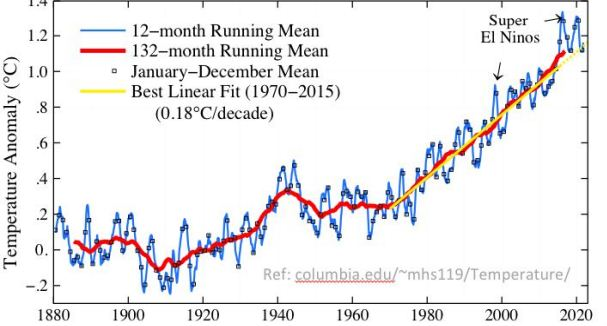 1.4
1.2
1.0
.8
.6
.4
.2
0.
-.2
Temperature Anomaly (°C)
12-month Running Mean
132-month Running Mean
January-December Mean
Best Linear Fit (1970-2015)
(0.18°C/decade)
Super
El Ninos
Ref: columbia.edu/~mhs119/Temperature/
1880 1900 1920 1940 1960 1980 2000 2020